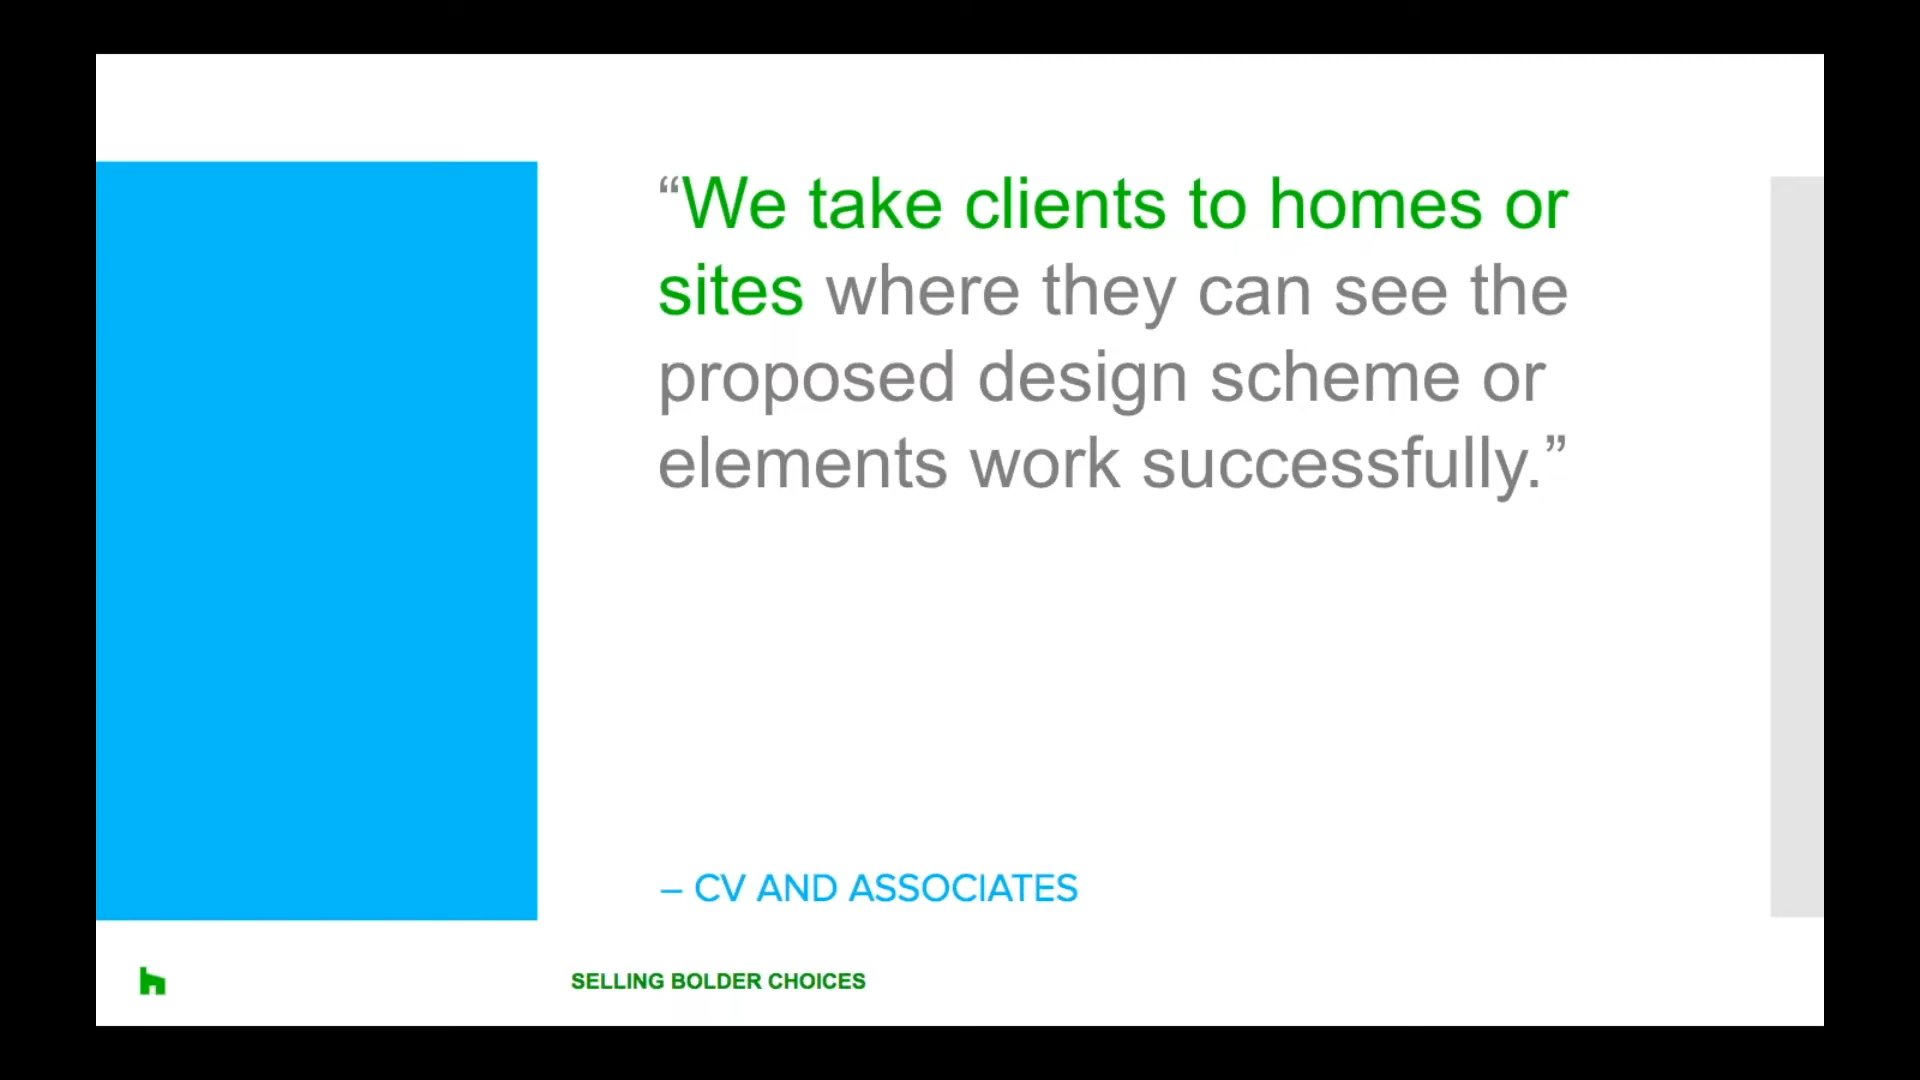 “We take clients to homes or
sites where they can see the
proposed design scheme or
elements work successfully.”
– CV AND ASSOCIATES
SELLING BOLDER CHOICES